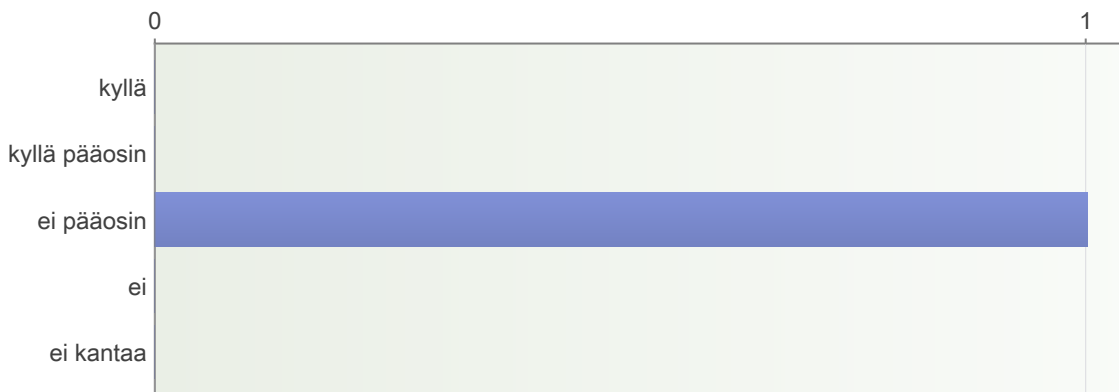 0 1
kyllä
kyllä pääosin
ei pääosin
ei
ei kantaa